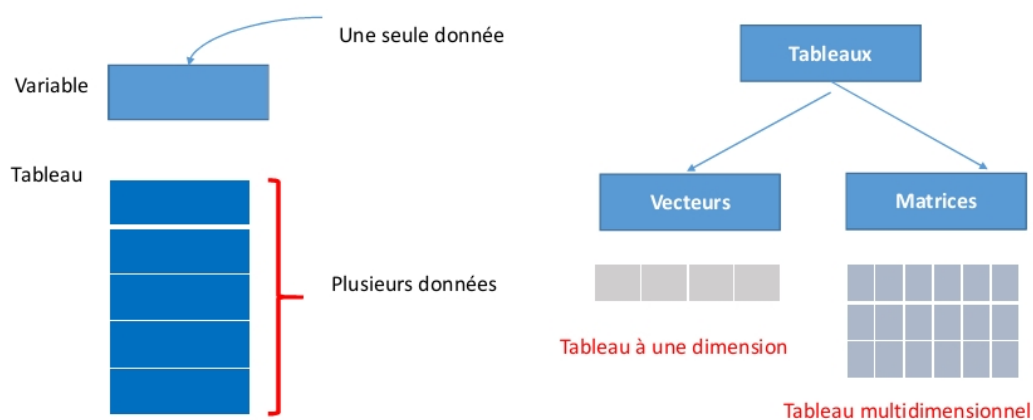 Une seule donnée
Variable
Tableau
Plusieurs données
Tableaux
Vecteurs
Matrices
Tableau à une dimension
Tableau multidimensionnel